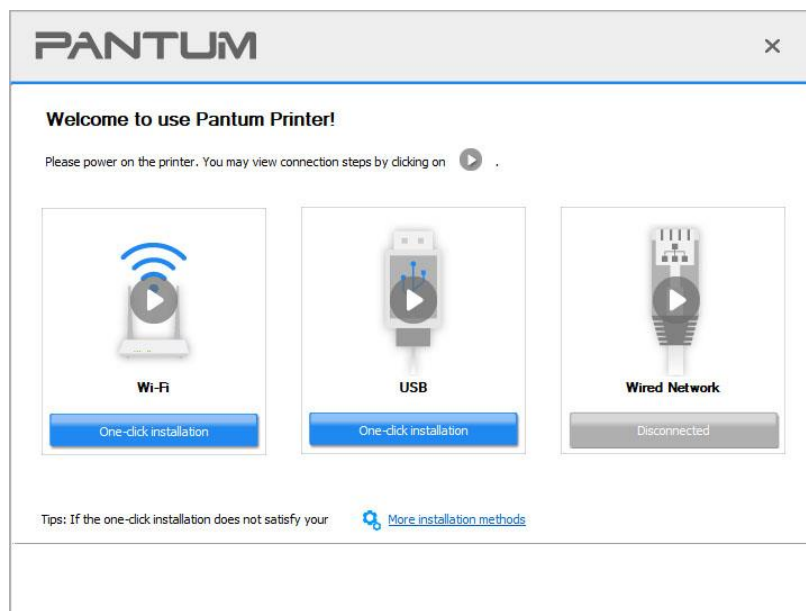 PANTUM
Welcome to use Pantum Printer!
Please power on the printer. You may view connection steps by clicking on .
Wi-Fi
USB
Wired Network
One-click installation
One-click installation
Disconnected
Tips: If the one-click installation does not satisfy your
More installation methods